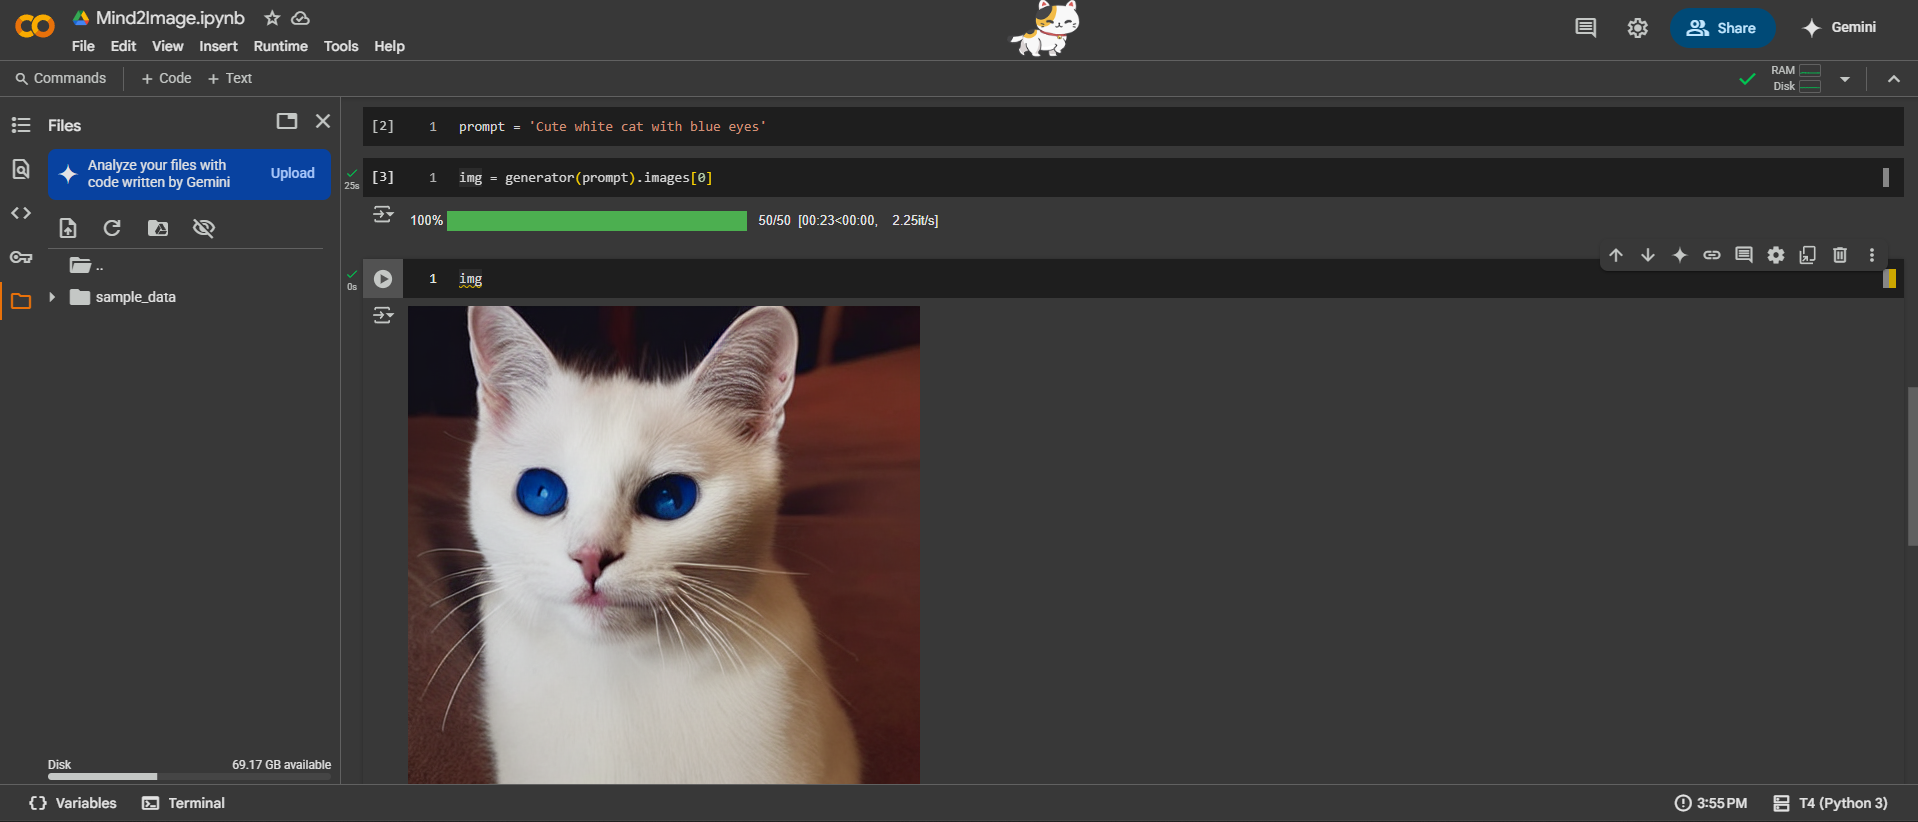 Mind2Image.ipynb
File Edit View Insert Runtime Tools Help
Share
Gemini
Commands + Code + Text
RAM
Disk
Files
Analyze your files with
code written by Gemini
Upload
..
sample_data
Disk 69.17 GB available
[2] 1 prompt = 'Cute white cat with blue eyes'
25s [3] 1 img = generator(prompt).images[0]
100% 50/50 [00:23<00:00, 2.25it/s]
0s 1 img
Variables Terminal
3:55 PM T4 (Python 3)